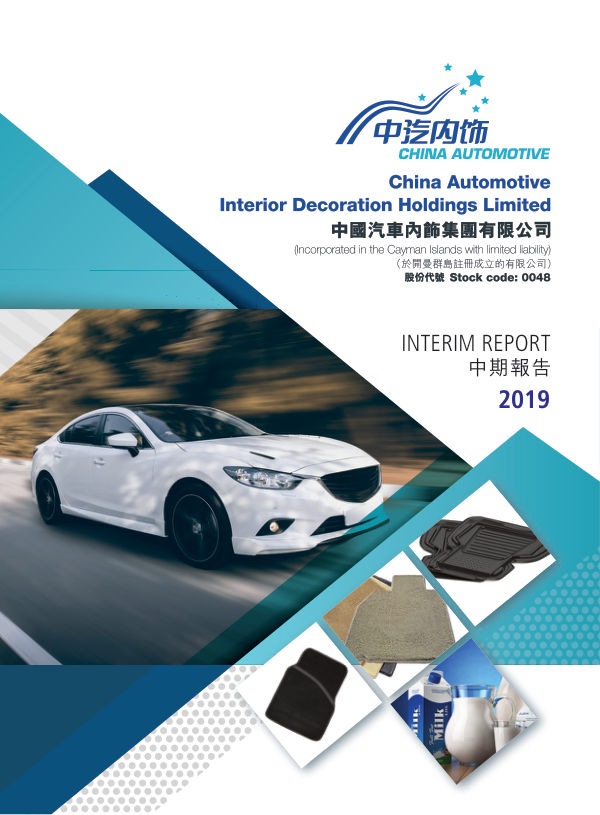 中汽内饰
CHINA AUTOMOTIVE
China Automotive
Interior Decoration Holdings Limited
中國汽車內飾集團有限公司
(Incorporated in the Cayman Islands with limited liability)
（於開曼群島註冊成立的有限公司）
股份代號 Stock code: 0048
INTERIM REPORT
中期報告
2019
Milk
Milk